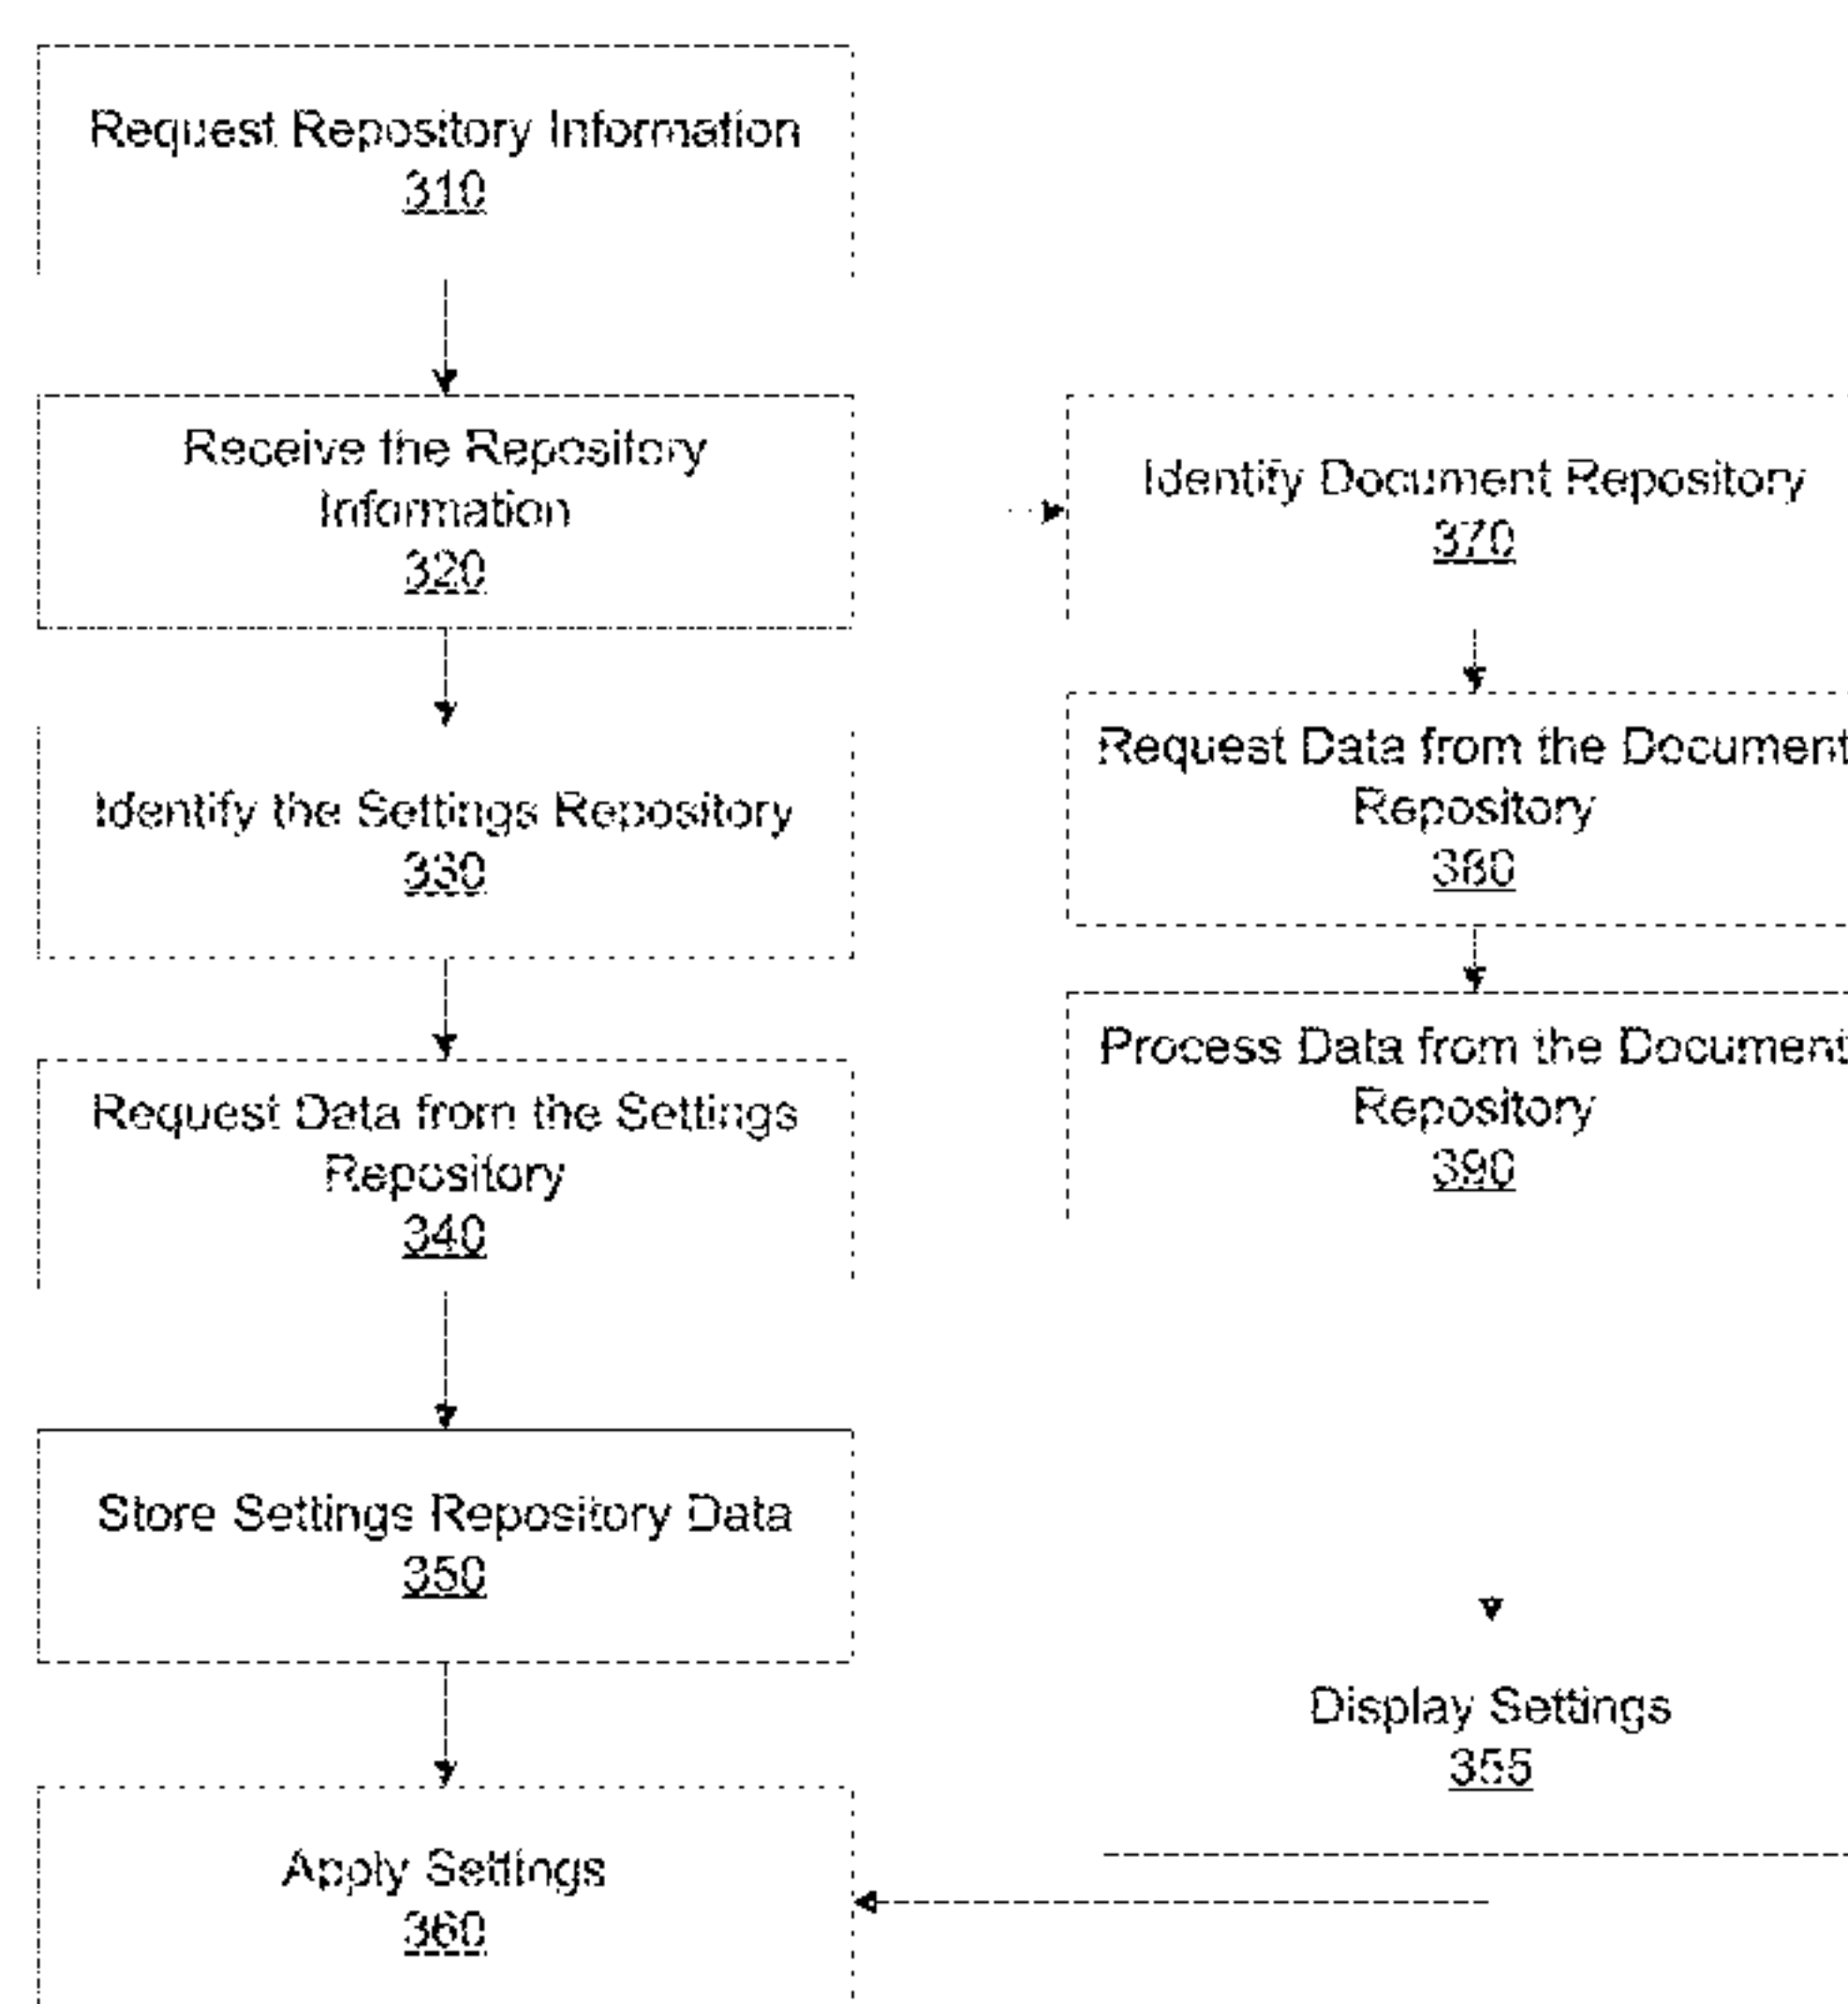 Request Repository Information
310
Receive the Repository
Information
320
Identify the Settings Repository
330
Request Data from the Settings
Repository
340
Store Settings Repository Data
350
Apply Settings
360
Identify Document Repository
370
Request Data from the Document
Repository
380
Process Data from the Document
Repository
390
Display Settings
355